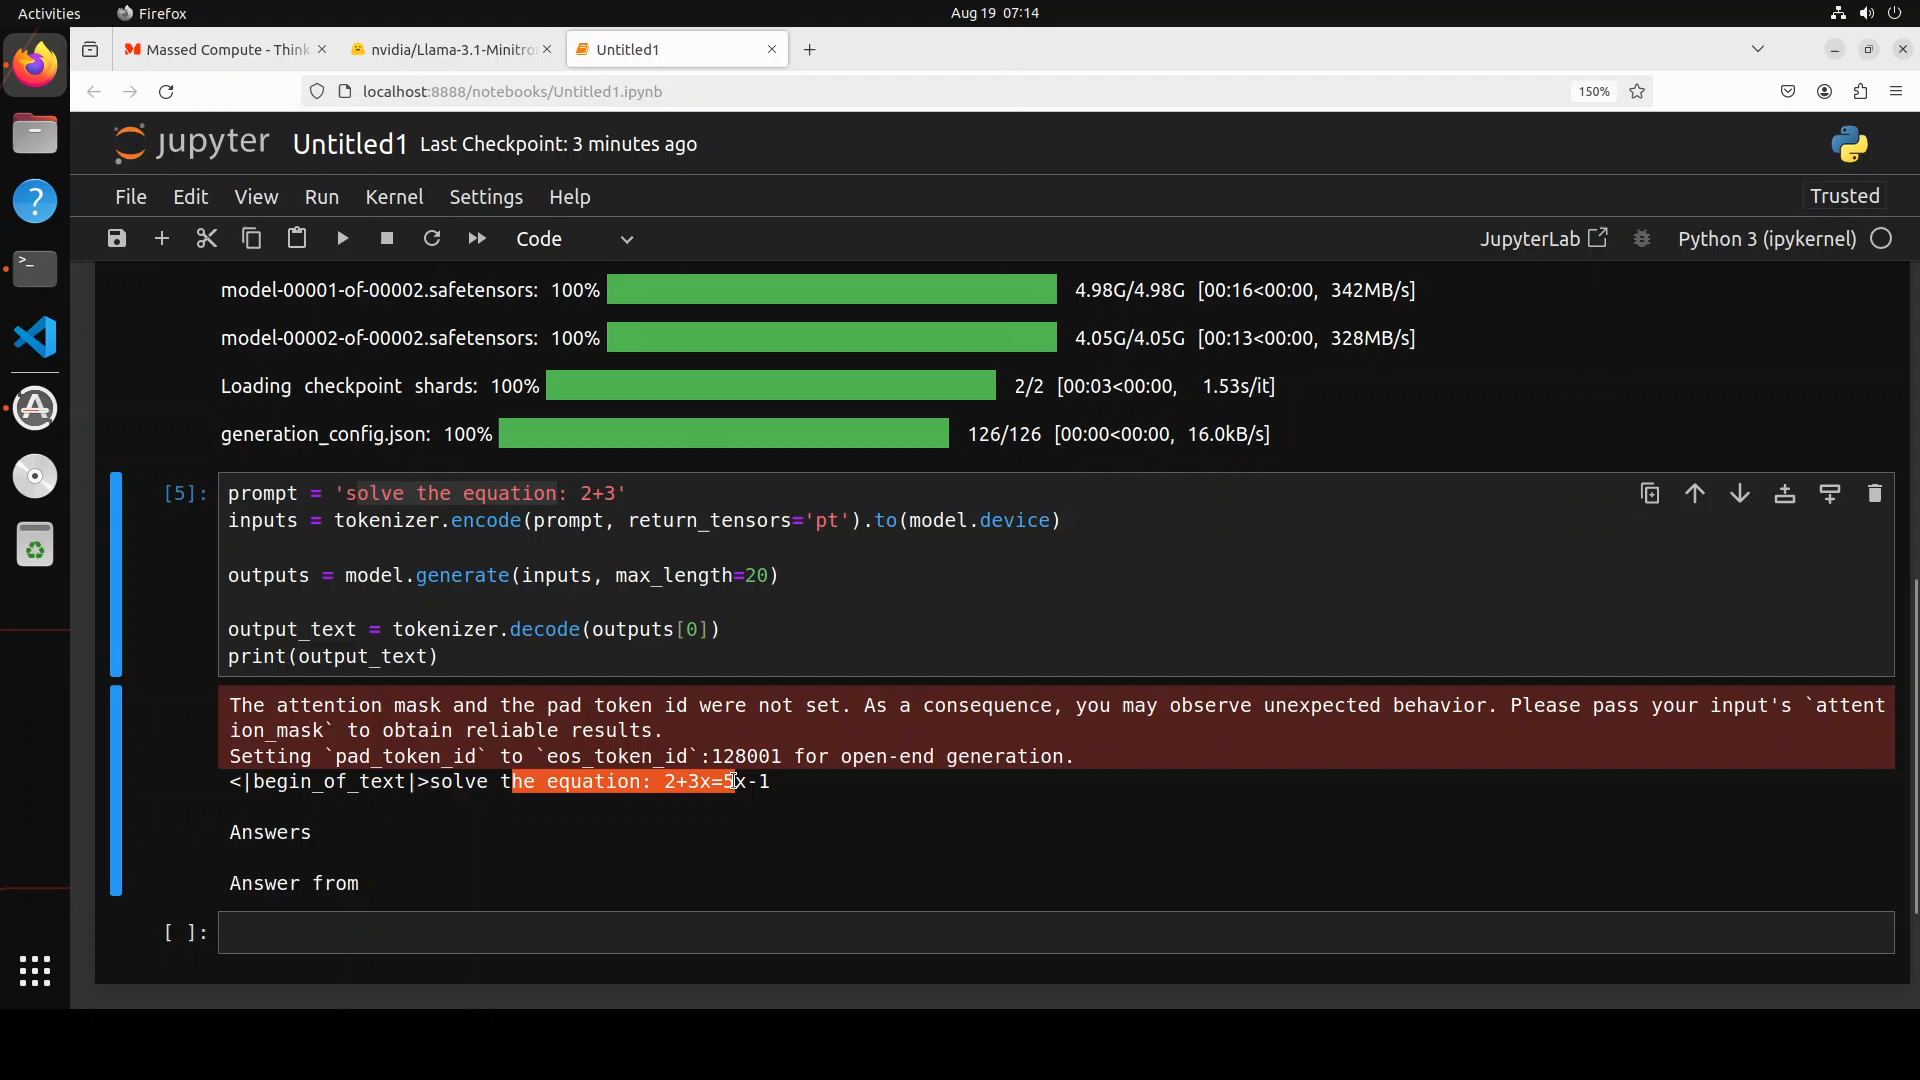 Activities Firefox Aug 19 07:14
Massed Compute - Think nvidia/Llama-3.1-Minitro Untitled1
localhost:8888/notebooks/Untitled1.ipynb 150%
jupyter Untitled1 Last Checkpoint: 3 minutes ago
File Edit View Run Kernel Settings Help Trusted
Code JupyterLab Python 3 (ipykernel)
model-00001-of-00002.safetensors: 100% 4.98G/4.98G [00:16<00:00, 342MB/s]
model-00002-of-00002.safetensors: 100% 4.05G/4.05G [00:13<00:00, 328MB/s]
Loading checkpoint shards: 100% 2/2 [00:03<00:00, 1.53s/it]
generation_config.json: 100% 126/126 [00:00<00:00, 16.0kB/s]
[5]: prompt = 'solve the equation: 2+3'
inputs = tokenizer.encode(prompt, return_tensors='pt').to(model.device)
outputs = model.generate(inputs, max_length=20)
output_text = tokenizer.decode(outputs[0])
print(output_text)
The attention mask and the pad token id were not set. As a consequence, you may observe unexpected behavior. Please pass your input's `attent
ion_mask` to obtain reliable results.
Setting `pad_token_id` to `eos_token_id`:128001 for open-end generation.
<|begin_of_text|>solve the equation: 2+3x=5x-1
Answers
Answer from
[ ]: